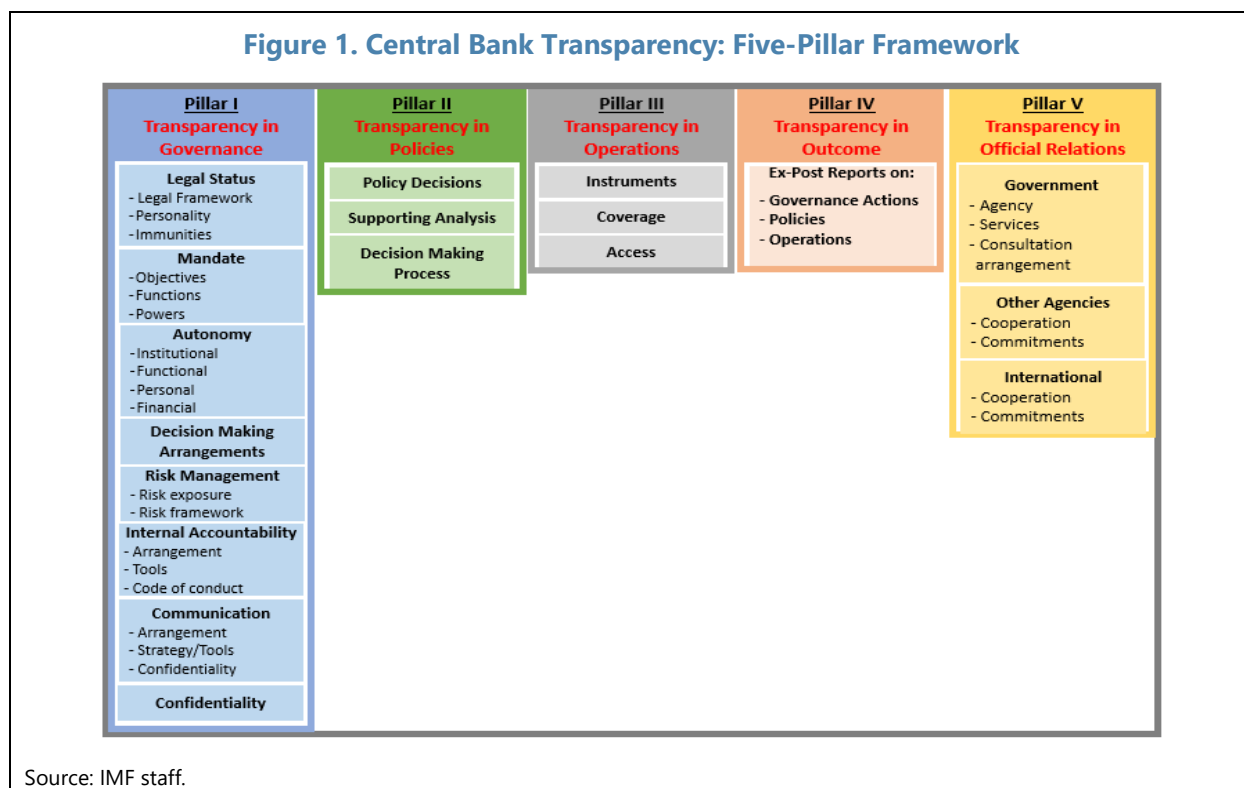 Figure 1. Central Bank Transparency: Five-Pillar Framework
Pillar I
Transparency in
Governance
Legal Status
- Legal Framework
-Personality
-Immunities
Mandate
-Objectives
-Functions
-Powers
Autonomy
-Institutional
-Functional
-Personal
-Financial
Decision Making
Arrangements
Risk Management
- Risk exposure
- Risk framework
Internal Accountability
- Arrangement
- Tools
- Code of conduct
Communication
- Arrangement
- Strategy/Tools
- Confidentiality
Confidentiality
Pillar II
Transparency in
Policies
Policy Decisions
Supporting Analysis
Decision Making
Process
Pillar III
Transparency in
Operations
Instruments
Coverage
Access
Pillar IV
Transparency in
Outcome
Ex-Post Reports on:
- Governance Actions
- Policies
- Operations
Pillar V
Transparency in
Official Relations
Government
- Agency
- Services
- Consultation
arrangement
Other Agencies
- Cooperation
- Commitments
International
- Cooperation
- Commitments
Source: IMF staff.